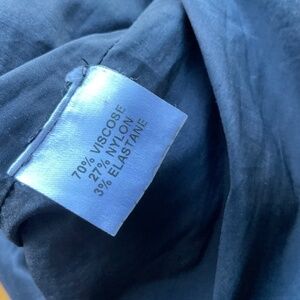 70% VISCOSE
27% NYLON
3% ELASTANE